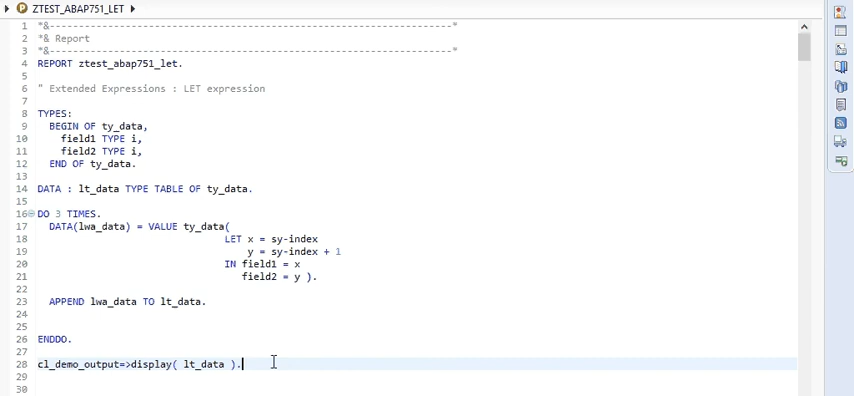 ZTEST_ABAP751_LET
1 *&---------------------------------------------------------------------*
2 *& Report
3 *&---------------------------------------------------------------------*
4 REPORT ztest_abap751_let.
5
6 " Extended Expressions : LET expression
7
8 TYPES:
9   BEGIN OF ty_data,
10     field1 TYPE i,
11     field2 TYPE i,
12   END OF ty_data.
13
14 DATA : lt_data TYPE TABLE OF ty_data.
15
16 DO 3 TIMES.
17   DATA(lwa_data) = VALUE ty_data(
18                                LET x = sy-index
19                                    y = sy-index + 1
20                                IN field1 = x
21                                   field2 = y ).
22
23   APPEND lwa_data TO lt_data.
24
25
26 ENDDO.
27
28 cl_demo_output=>display( lt_data ).
29
30